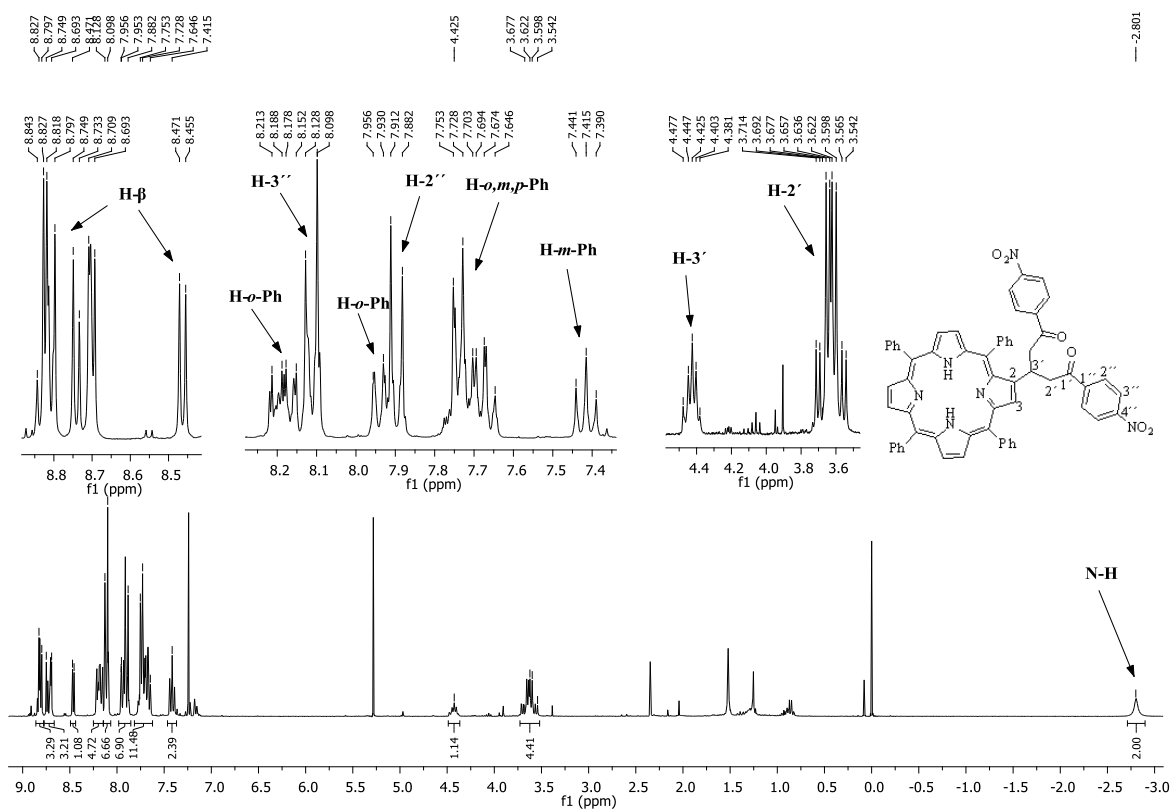 8.827 8.797 8.749 8.693 8.471 8.128 8.098 7.956 7.953 7.882 7.753 7.728 7.646 7.415 4.425 3.677 3.622 3.598 3.542 -2.801
8.843 8.827 8.818 8.797 8.749 8.733 8.709 8.693 8.471 8.455 8.213 8.188 8.178 8.152 8.128 8.098 7.956 7.930 7.912 7.882 7.753 7.728 7.703 7.694 7.674 7.646 7.441 7.415 7.390 4.477 4.447 4.425 4.403 4.381 3.714 3.692 3.677 3.657 3.636 3.622 3.598 3.565 3.542
H-β
H-3´´
H-2´´
H-o,m,p-Ph
H-2´
H-o-Ph
H-o-Ph
H-m-Ph
H-3´
O2N
O
Ph
Ph
O
NH
3´
2
2´
1´
1´´
2´´
3´´
N
N
3
4´´
HN
NO2
Ph
Ph
8.8 8.7 8.6 8.5
f1 (ppm)
8.2 8.1 8.0 7.9 7.8 7.7 7.6 7.5 7.4
f1 (ppm)
4.4 4.2 4.0 3.8 3.6
f1 (ppm)
N-H
3.29 3.21 1.08 4.72 6.66 6.90 11.48 2.39 1.14 4.41 2.00
9.0 8.5 8.0 7.5 7.0 6.5 6.0 5.5 5.0 4.5 4.0 3.5 3.0 2.5 2.0 1.5 1.0 0.5 0.0 -0.5 -1.0 -1.5 -2.0 -2.5 -3.0
f1 (ppm)